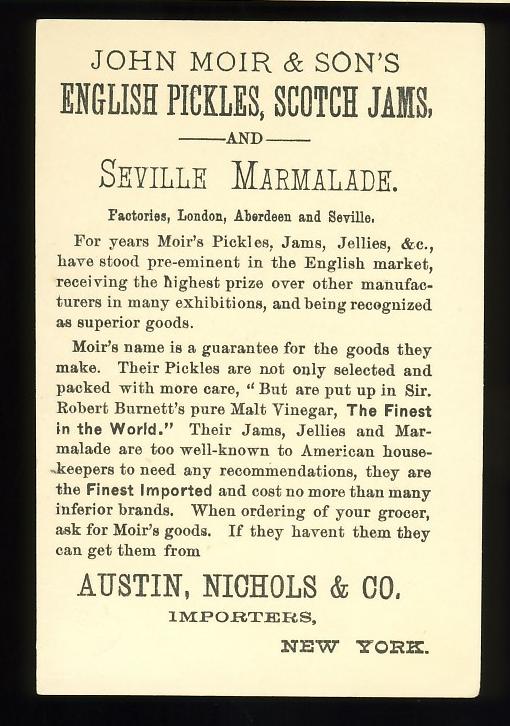 JOHN MOIR & SON'S
ENGLISH PICKLES, SCOTCH JAMS,
AND
SEVILLE MARMALADE.
Factories, London, Aberdeen and Seville.
For years Moir's Pickles, Jams, Jellies, &c.,
have stood pre-eminent in the English market,
receiving the highest prize over other manufac-
turers in many exhibitions, and being recognized
as superior goods.
Moir's name is a guarantee for the goods they
make. Their Pickles are not only selected and
packed with more care, "But are put up in Sir.
Robert Burnett's pure Malt Vinegar, The Finest
in the World." Their Jams, Jellies and Mar-
malade are too well-known to American house-
keepers to need any recommendations, they are
the Finest Imported and cost no more than many
inferior brands. When ordering of your grocer,
ask for Moir's goods. If they havent them they
can get them from
AUSTIN, NICHOLS & CO.
IMPORTERS,
NEW YORK.